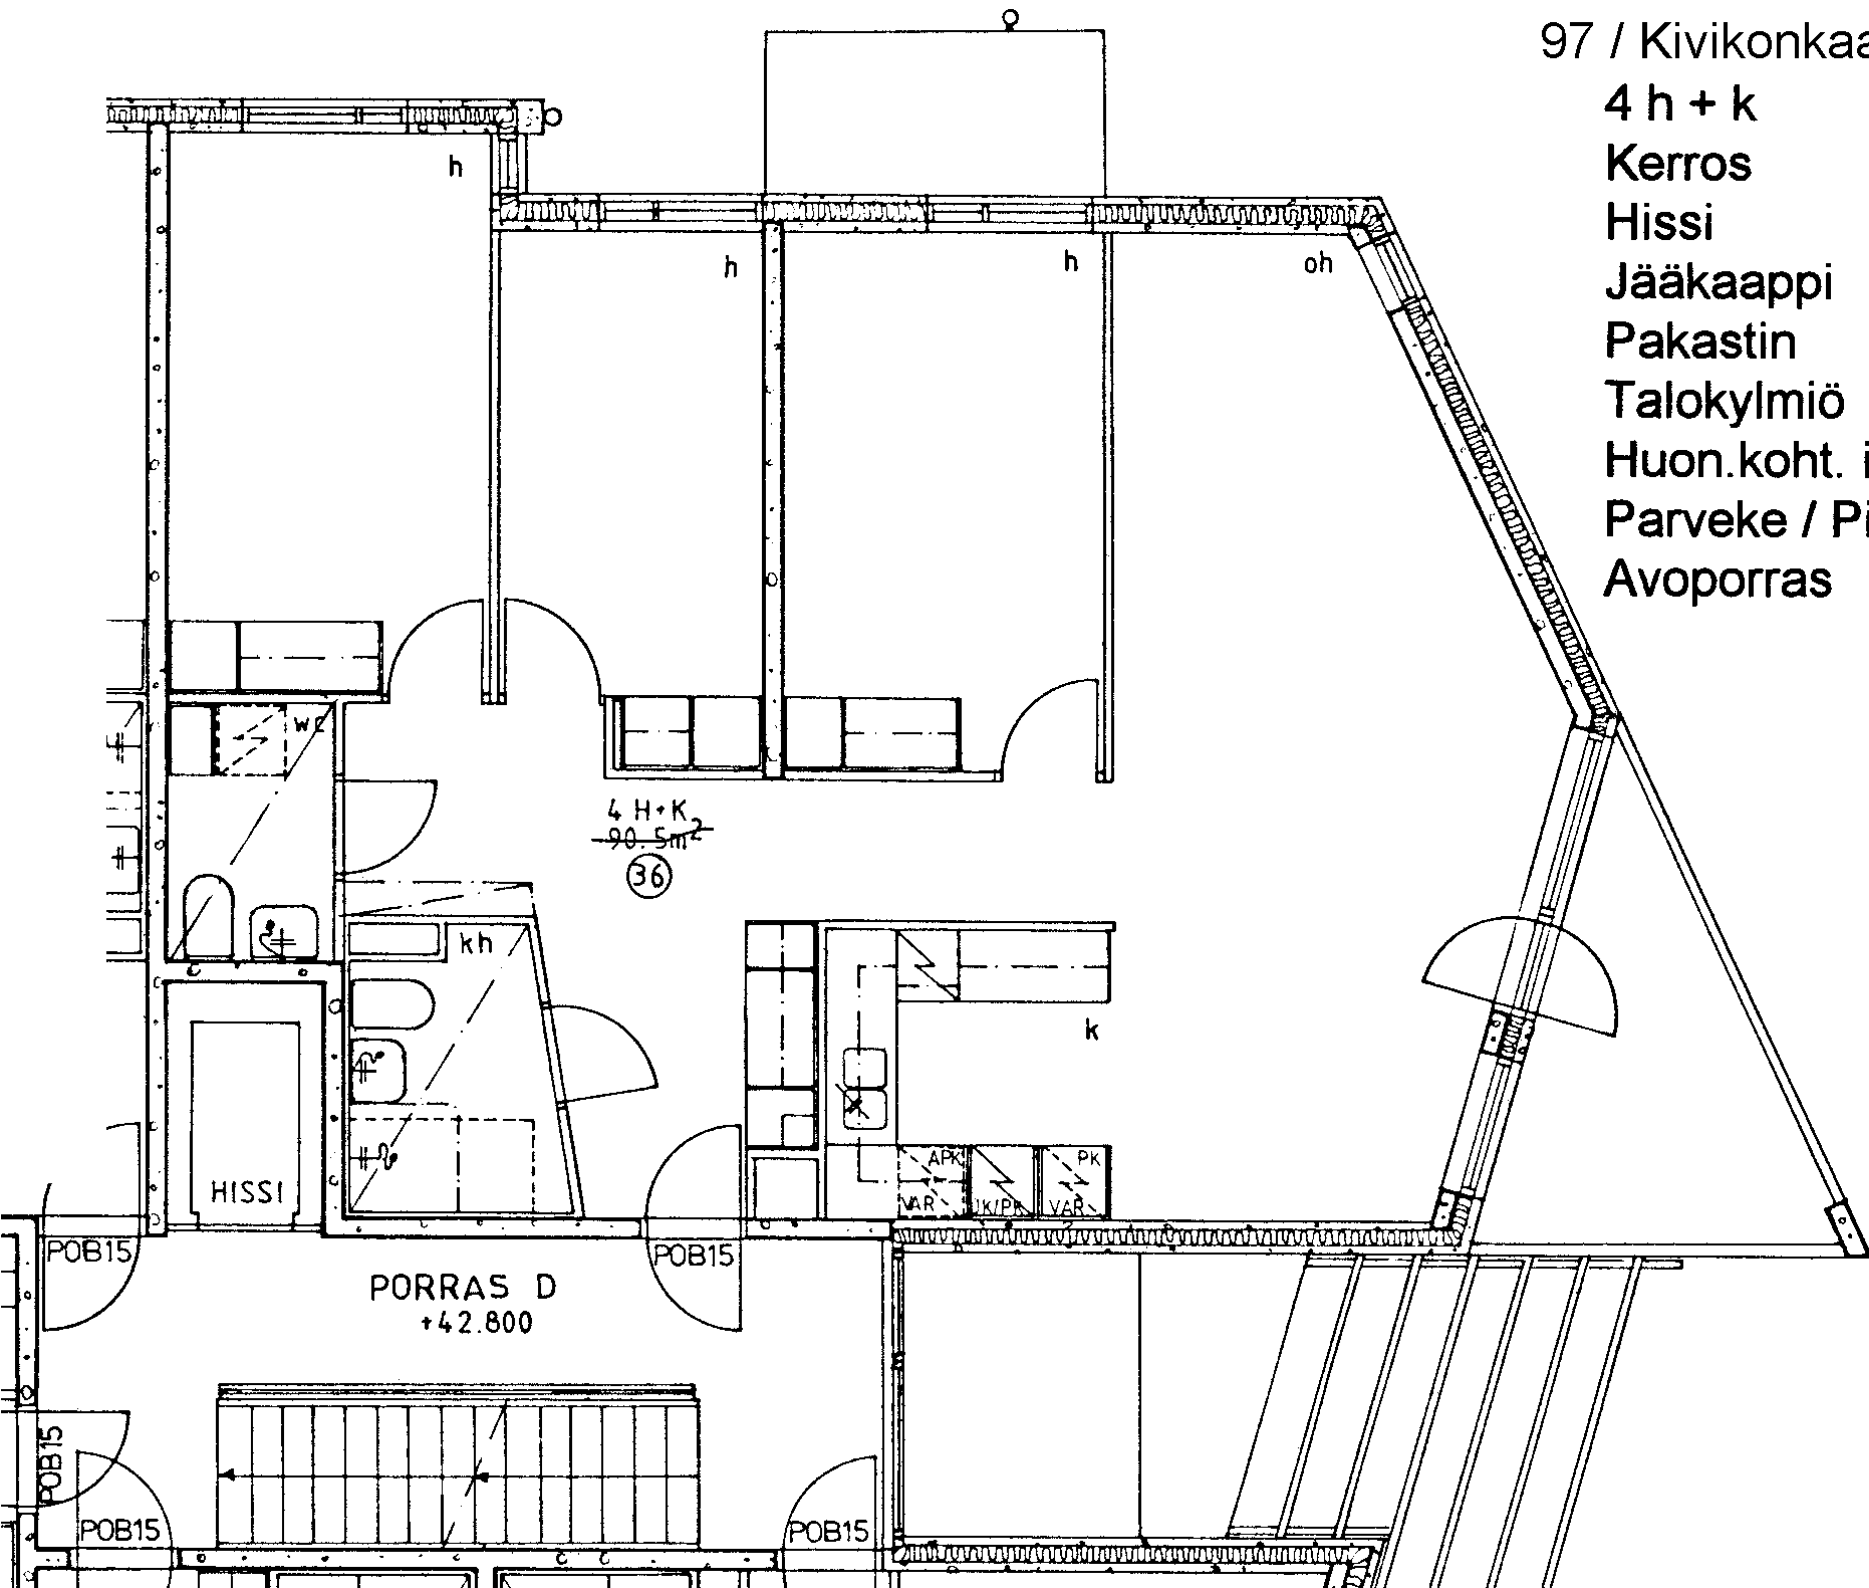 97 / Kivikonkaa
4 h + k
Kerros
Hissi
Jääkaappi
Pakastin
Talokylmiö
Huon.koht. i
Parveke / Pi
Avoporras
h
h
h
oh
WC
4 H+K
90.5m²
36
kh
k
HISSI
APK
VAR
JK/PK
PK
VAR
POB15
POB15
PORRAS D
+42.800
POB15
POB15
POB15